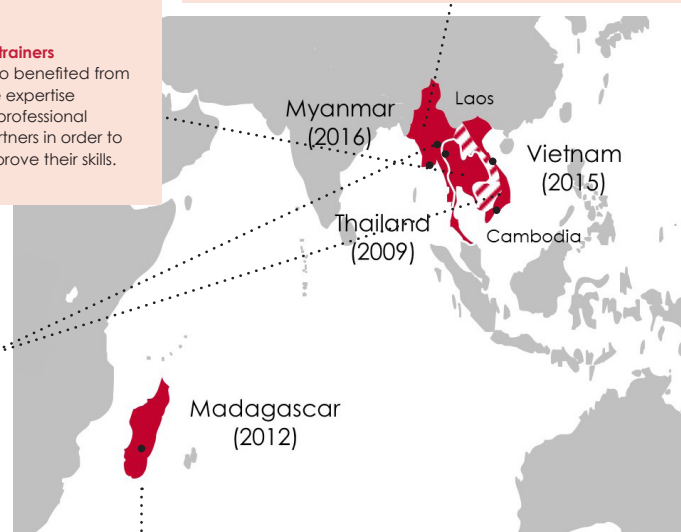 trainers
o benefited from
expertise
professional
rtners in order to
prove their skills.
Laos
Myanmar
(2016)
Vietnam
(2015)
Thailand
(2009)
Cambodia
Madagascar
(2012)